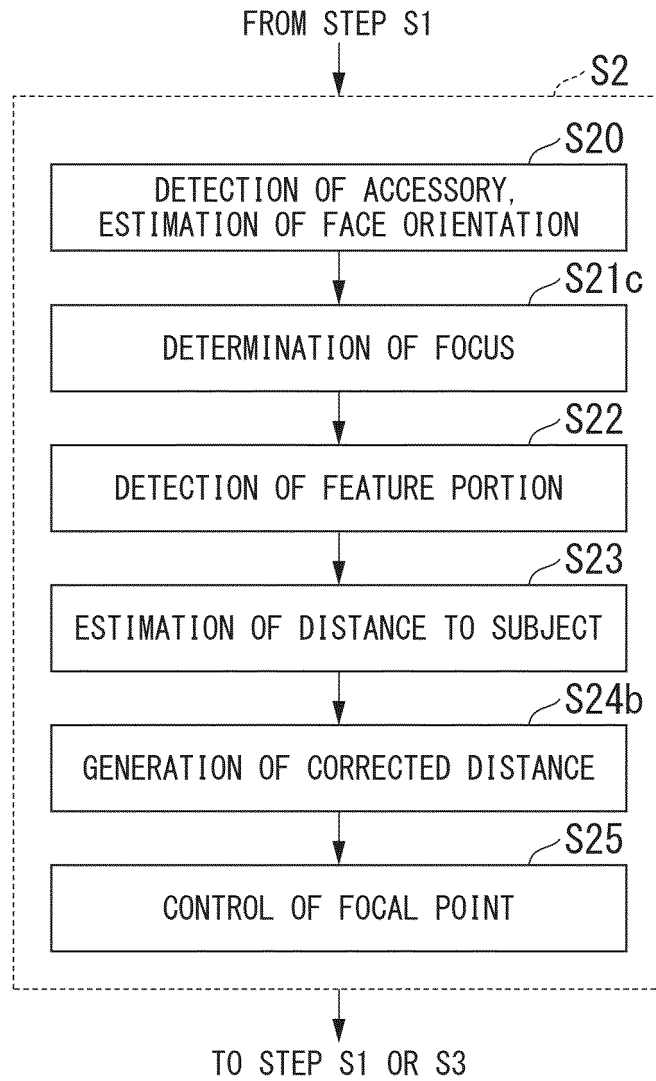 FROM STEP S1
S2
S20
DETECTION OF ACCESSORY,
ESTIMATION OF FACE ORIENTATION
S21c
DETERMINATION OF FOCUS
S22
DETECTION OF FEATURE PORTION
S23
ESTIMATION OF DISTANCE TO SUBJECT
S24b
GENERATION OF CORRECTED DISTANCE
S25
CONTROL OF FOCAL POINT
TO STEP S1 OR S3